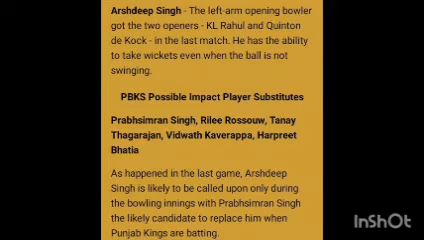 Arshdeep Singh - The left-arm opening bowler
got the two openers - KL Rahul and Quinton
de Kock - in the last match. He has the ability
to take wickets even when the ball is not
swinging.
PBKS Possible Impact Player Substitutes
Prabhsimran Singh, Rilee Rossouw, Tanay
Thagarajan, Vidwath Kaverappa, Harpreet
Bhatia
As happened in the last game, Arshdeep
Singh is likely to be called upon only during
the bowling innings with Prabhsimran Singh
the likely candidate to replace him when
Punjab Kings are batting.
InShOt